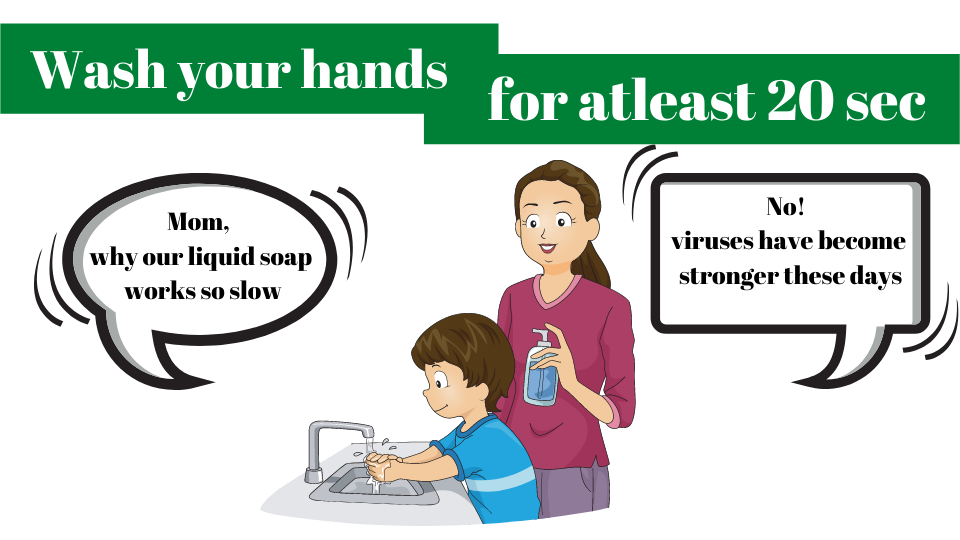 Wash your hands
for atleast 20 sec
Mom,
why our liquid soap
works so slow
No!
viruses have become
stronger these days